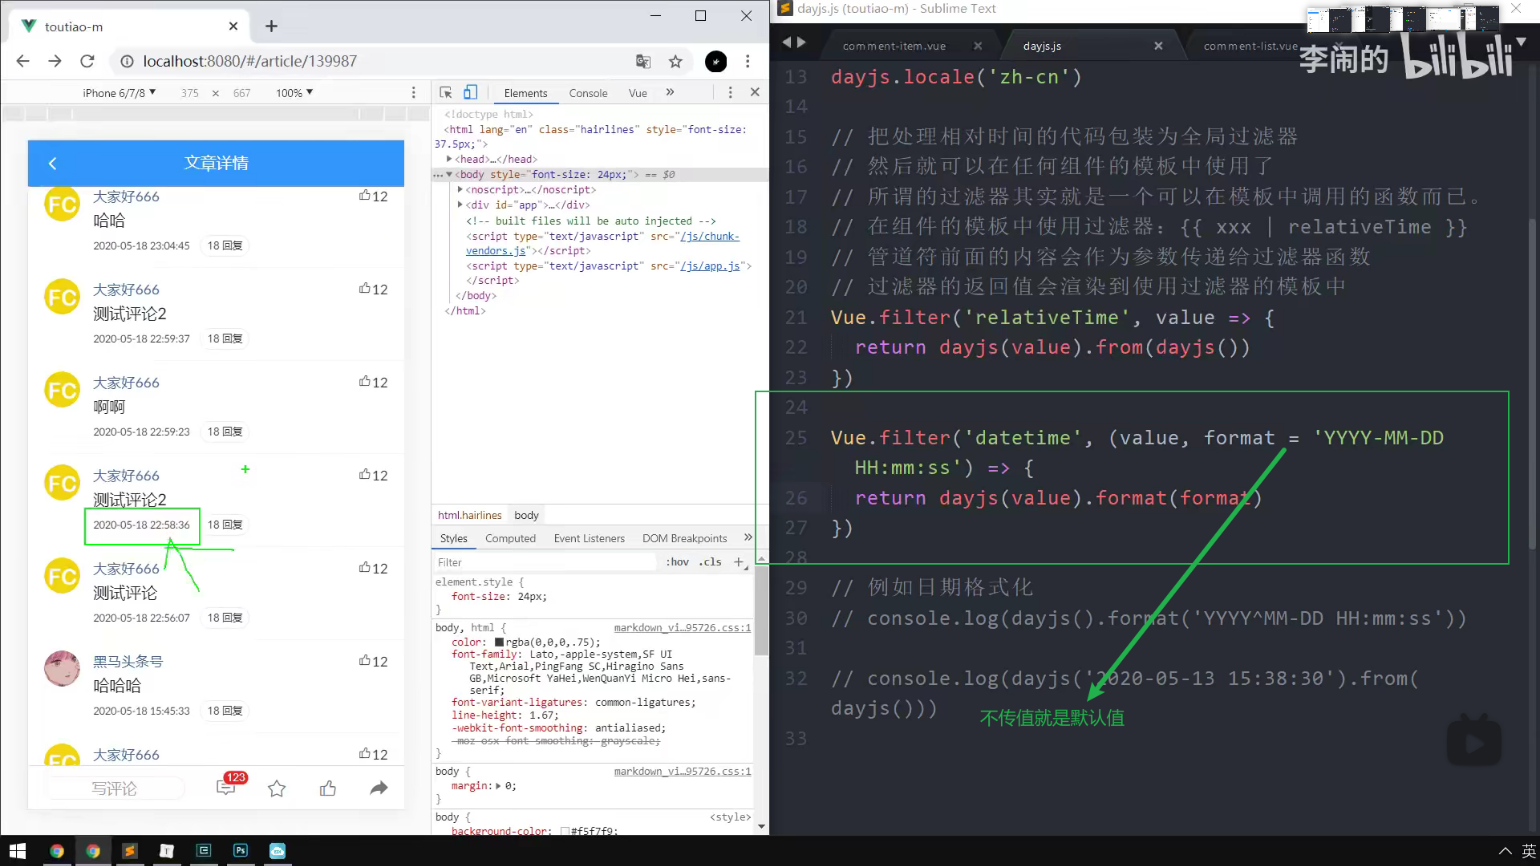 toutiao-m
localhost:8080/#/article/139987
iPhone 6/7/8 ▼ 375 × 667 100% ▼
文章详情
FC 大家好666 12
哈哈
2020-05-18 23:04:45 18 回复
FC 大家好666 12
测试评论2
2020-05-18 22:59:37 18 回复
FC 大家好666 12
啊啊
2020-05-18 22:59:23 18 回复
FC 大家好666 12
测试评论2
2020-05-18 22:58:36 18 回复
FC 大家好666 12
测试评论
2020-05-18 22:56:07 18 回复
黑马头条号 12
哈哈哈
2020-05-18 15:45:33 18 回复
FC 大家好666 12
写评论 123
Elements Console Vue »
<!doctype html>
<html lang="en" class="hairlines" style="font-size:
37.5px;">
▶<head>…</head>
…▼<body style="font-size: 24px;"> == $0
▶<noscript>…</noscript>
▶<div id="app">…</div>
<!-- built files will be auto injected -->
<script type="text/javascript" src="/js/chunk-
vendors.js"></script>
<script type="text/javascript" src="/js/app.js">
</script>
</body>
</html>
html.hairlines body
Styles Computed Event Listeners DOM Breakpoints »
Filter :hov .cls +
element.style {
font-size: 24px;
}
body, html { markdown_vi…95726.css:1
color: rgba(0,0,0,.75);
font-family: Lato,-apple-system,SF UI
Text,Arial,PingFang SC,Hiragino Sans
GB,Microsoft YaHei,WenQuanYi Micro Hei,sans-
serif;
font-variant-ligatures: common-ligatures;
line-height: 1.67;
-webkit-font-smoothing: antialiased;
-moz-osx-font-smoothing: grayscale;
}
body { markdown_vi…95726.css:1
margin:▶ 0;
}
body { <style>
background-color: #f5f7f9;
dayjs.js (toutiao-m) - Sublime Text
comment-item.vue dayjs.js comment-list.vue
李闹的 bilibili
13 dayjs.locale('zh-cn')
14
15 // 把处理相对时间的代码包装为全局过滤器
16 // 然后就可以在任何组件的模板中使用了
17 // 所谓的过滤器其实就是一个可以在模板中调用的函数而已。
18 // 在组件的模板中使用过滤器：{{ xxx | relativeTime }}
19 // 管道符前面的内容会作为参数传递给过滤器函数
20 // 过滤器的返回值会渲染到使用过滤器的模板中
21 Vue.filter('relativeTime', value => {
22 return dayjs(value).from(dayjs())
23 })
24
25 Vue.filter('datetime', (value, format = 'YYYY-MM-DD
HH:mm:ss') => {
26 return dayjs(value).format(format)
27 })
28
29 // 例如日期格式化
30 // console.log(dayjs().format('YYYY^MM-DD HH:mm:ss'))
31
32 // console.log(dayjs('2020-05-13 15:38:30').from(
dayjs()))
33
不传值就是默认值
Ps
英